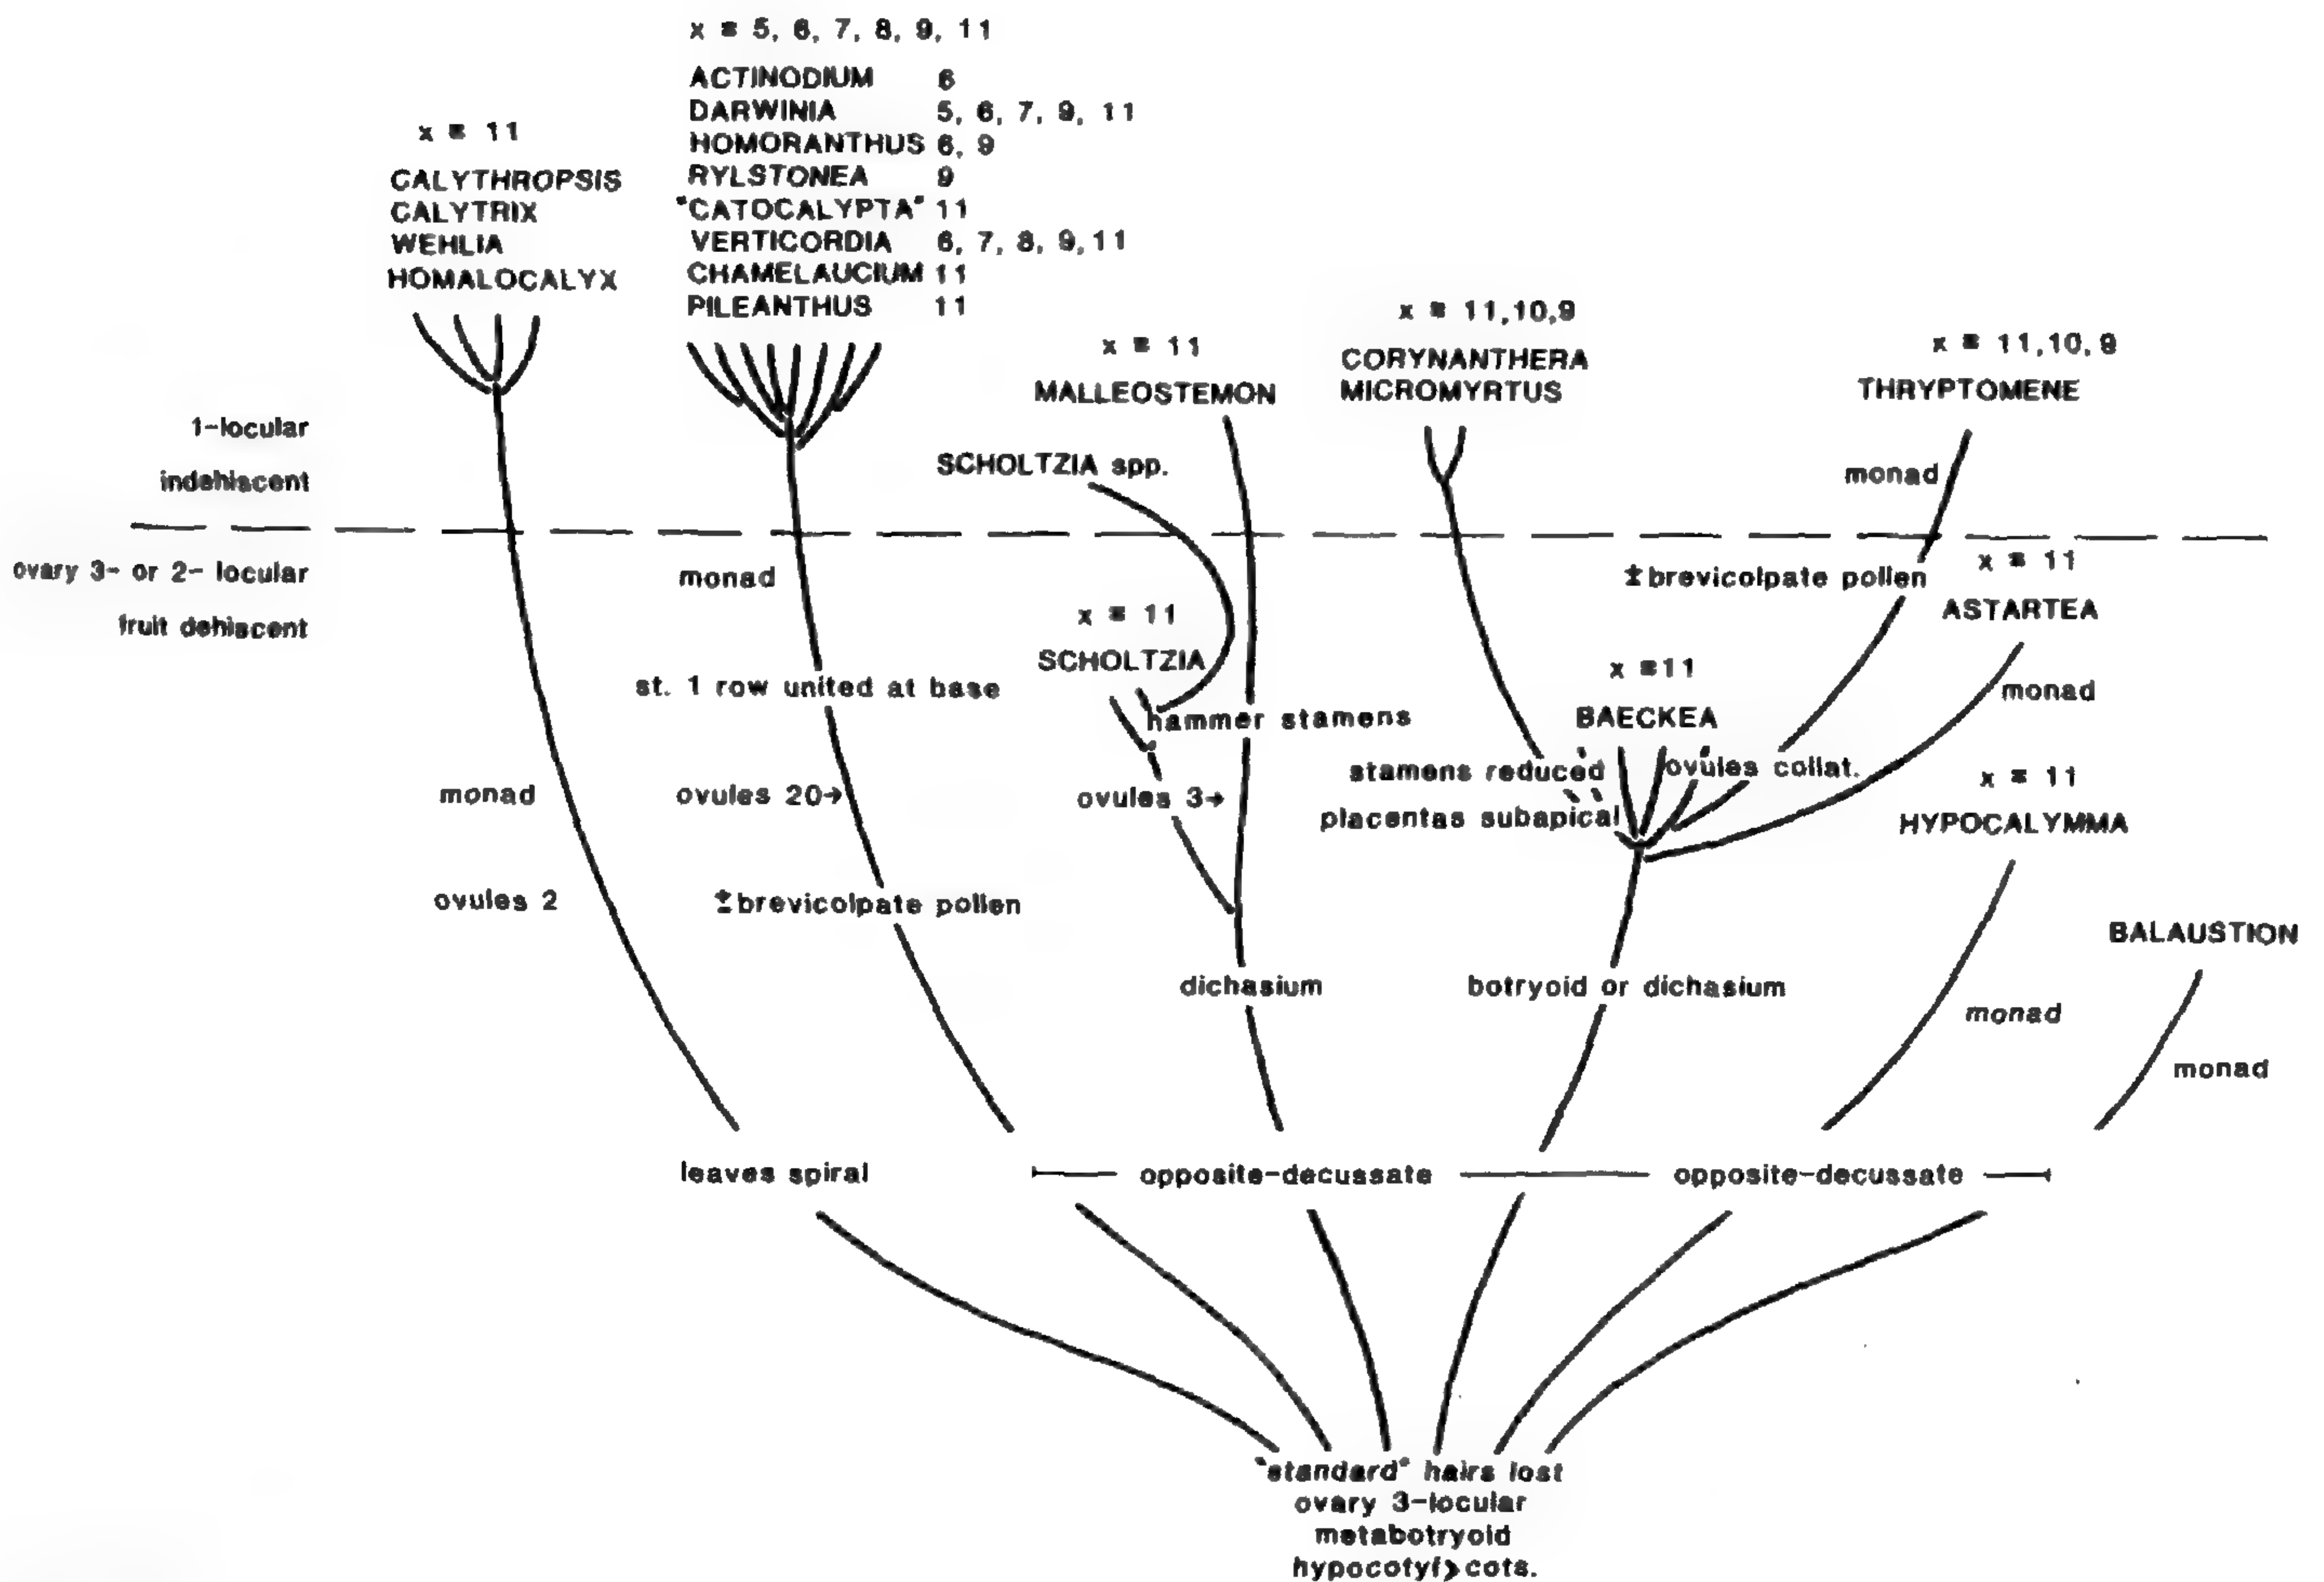 x = 5, 6, 7, 8, 9, 11
ACTINODIUM 6
DARWINIA 5, 6, 7, 9, 11
HOMORANTHUS 6, 9
RYLSTONEA 9
"CATOCALYPTA" 11
VERTICORDIA 6, 7, 8, 9, 11
CHAMELAUCIUM 11
PILEANTHUS 11
x = 11
CALYTHROPSIS
CALYTRIX
WEHLIA
HOMALOCALYX
x = 11
MALLEOSTEMON
x = 11,10,9
CORYNANTHERA
MICROMYRTUS
x = 11,10,9
THRYPTOMENE
1-locular
indehiscent
SCHOLTZIA spp.
monad
ovary 3- or 2- locular
fruit dehiscent
monad
±brevicolpate pollen
x = 11
ASTARTEA
x = 11
SCHOLTZIA
st. 1 row united at base
x =11
BAECKEA
monad
hammer stamens
stamens reduced
ovules collat.
placentas subapical
x = 11
HYPOCALYMMA
monad
ovules 20→
ovules 3→
ovules 2
±brevicolpate pollen
BALAUSTION
dichasium
botryoid or dichasium
monad
monad
leaves spiral
opposite-decussate
opposite-decussate
"standard" hairs lost
ovary 3-locular
metabotryoid
hypocotyl>cots.